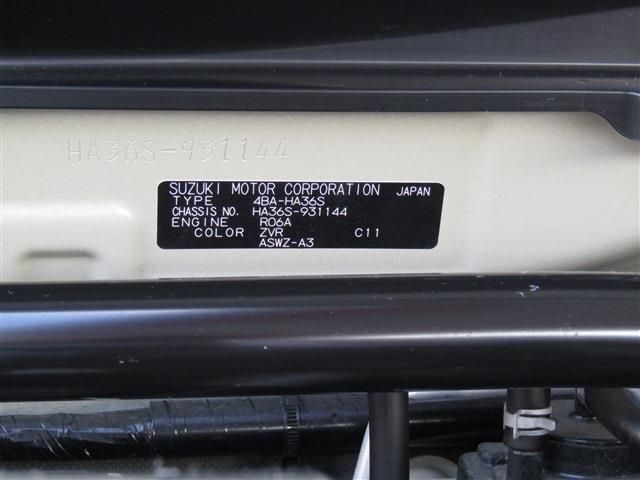 HA36S-931144
SUZUKI MOTOR CORPORATION JAPAN
TYPE 4BA-HA36S
CHASSIS NO. HA36S-931144
ENGINE R06A
COLOR ZVR C11
ASWZ-A3